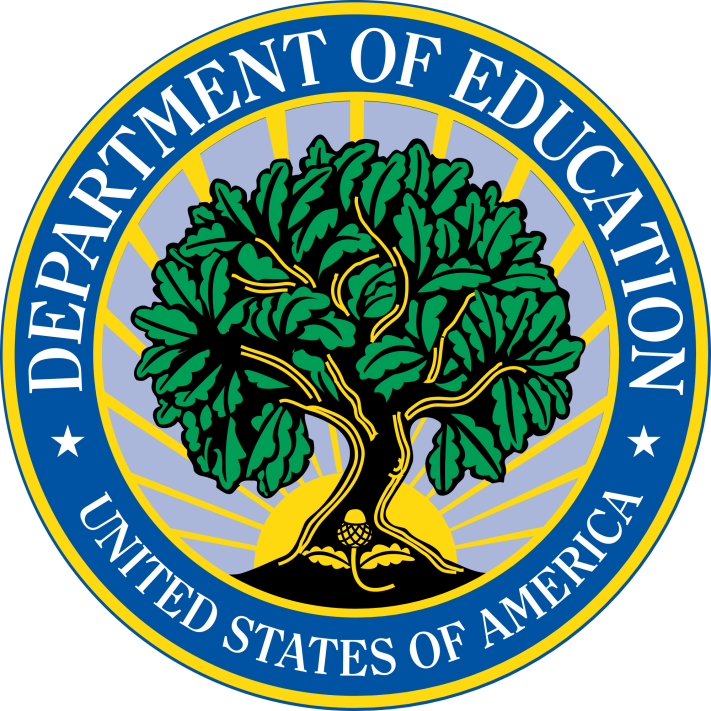 DEPARTMENT OF EDUCATION
UNITED STATES OF AMERICA